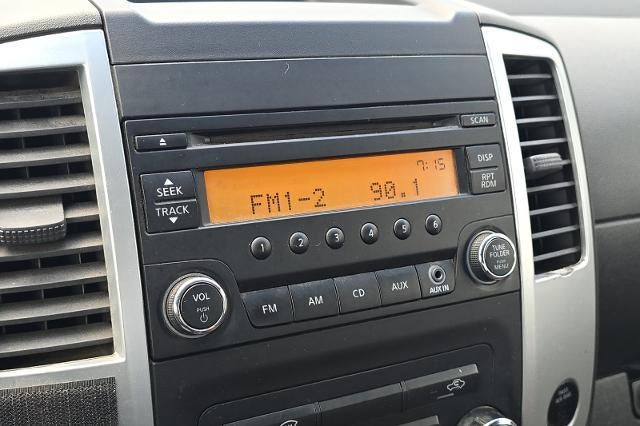 SCAN
7:15
DISP
SEEK
TRACK
FM1-2 90.1
RPT
RDM
1 2 3 4 5 6
VOL
PUSH
FM AM CD AUX
AUX IN
TUNE
FOLDER
PUSH
MENU